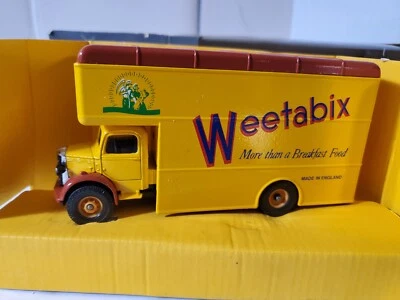 Weetabix
More than a Breakfast Food
MADE IN ENGLAND